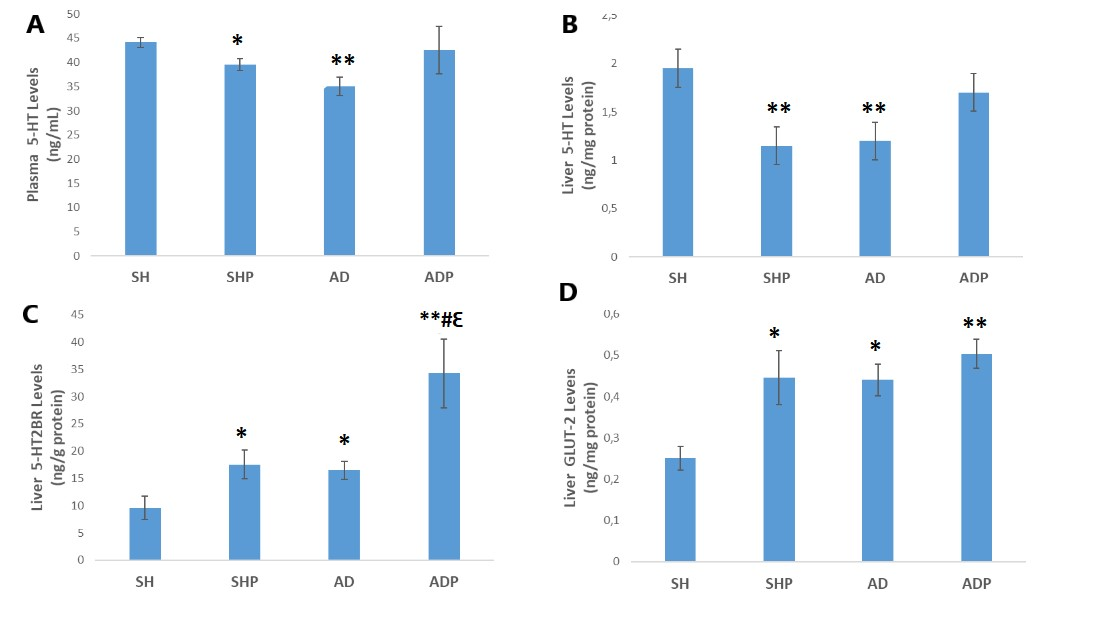 A
50
45
40
35
30
25
20
15
10
5
0
Plasma 5-HT Levels
(ng/mL)
*
**
SH SHP AD ADP
B
2,5
2
1,5
1
0,5
0
Liver 5-HT Levels
(ng/mg protein)
** **
SH SHP AD ADP
C
45
40
35
30
25
20
15
10
5
0
Liver 5-HT2BR Levels
(ng/g protein)
* * **#Ɛ
SH SHP AD ADP
D
0,6
0,5
0,4
0,3
0,2
0,1
0
Liver GLUT-2 Levels
(ng/mg protein)
* * **
SH SHP AD ADP